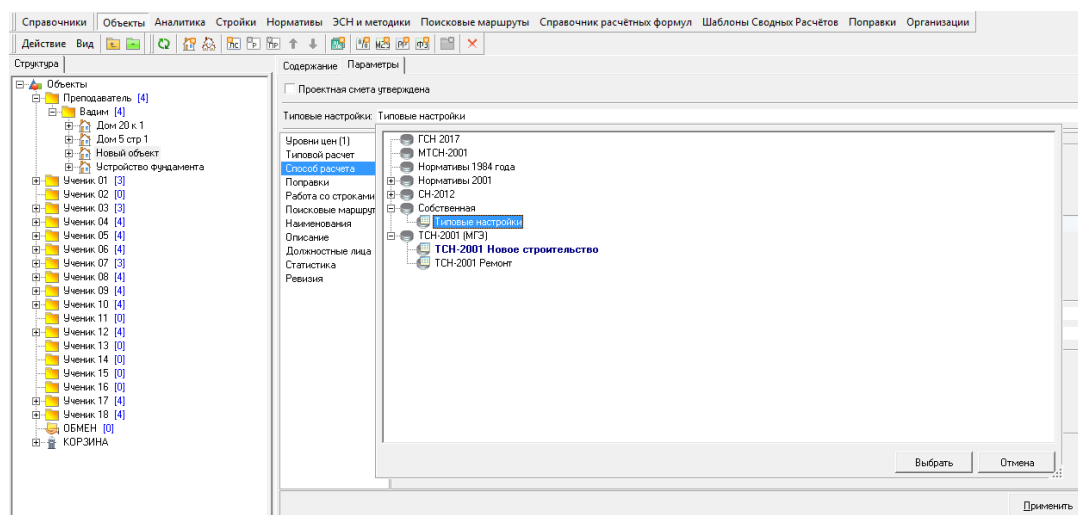 Справочники Объекты Аналитика Стройки Нормативы ЭСН и методики Поисковые маршруты Справочник расчётных формул Шаблоны Сводных Расчётов Поправки Организации
Действие Вид
Структура
Объекты
Преподаватель [4]
Вадим [4]
Дом 20 к 1
Дом 5 стр 1
Новый объект
Устройство фундамента
Ученик 01 [3]
Ученик 02 [0]
Ученик 03 [3]
Ученик 04 [4]
Ученик 05 [4]
Ученик 06 [4]
Ученик 07 [3]
Ученик 08 [4]
Ученик 09 [4]
Ученик 10 [4]
Ученик 11 [0]
Ученик 12 [4]
Ученик 13 [0]
Ученик 14 [0]
Ученик 15 [0]
Ученик 16 [0]
Ученик 17 [4]
Ученик 18 [4]
ОБМЕН [0]
КОРЗИНА
Содержание Параметры
Проектная смета утверждена
Типовые настройки: Типовые настройки
Уровни цен (1)
Типовой расчет
Способ расчета
Поправки
Работа со строками
Поисковые маршрут
Наименования
Описание
Должностные лица
Статистика
Ревизия
ГСН 2017
МТСН-2001
Нормативы 1984 года
Нормативы 2001
СН-2012
Собственная
Типовые настройки
ТСН-2001 (МГЭ)
ТСН-2001 Новое строительство
ТСН-2001 Ремонт
Выбрать Отмена
Применить